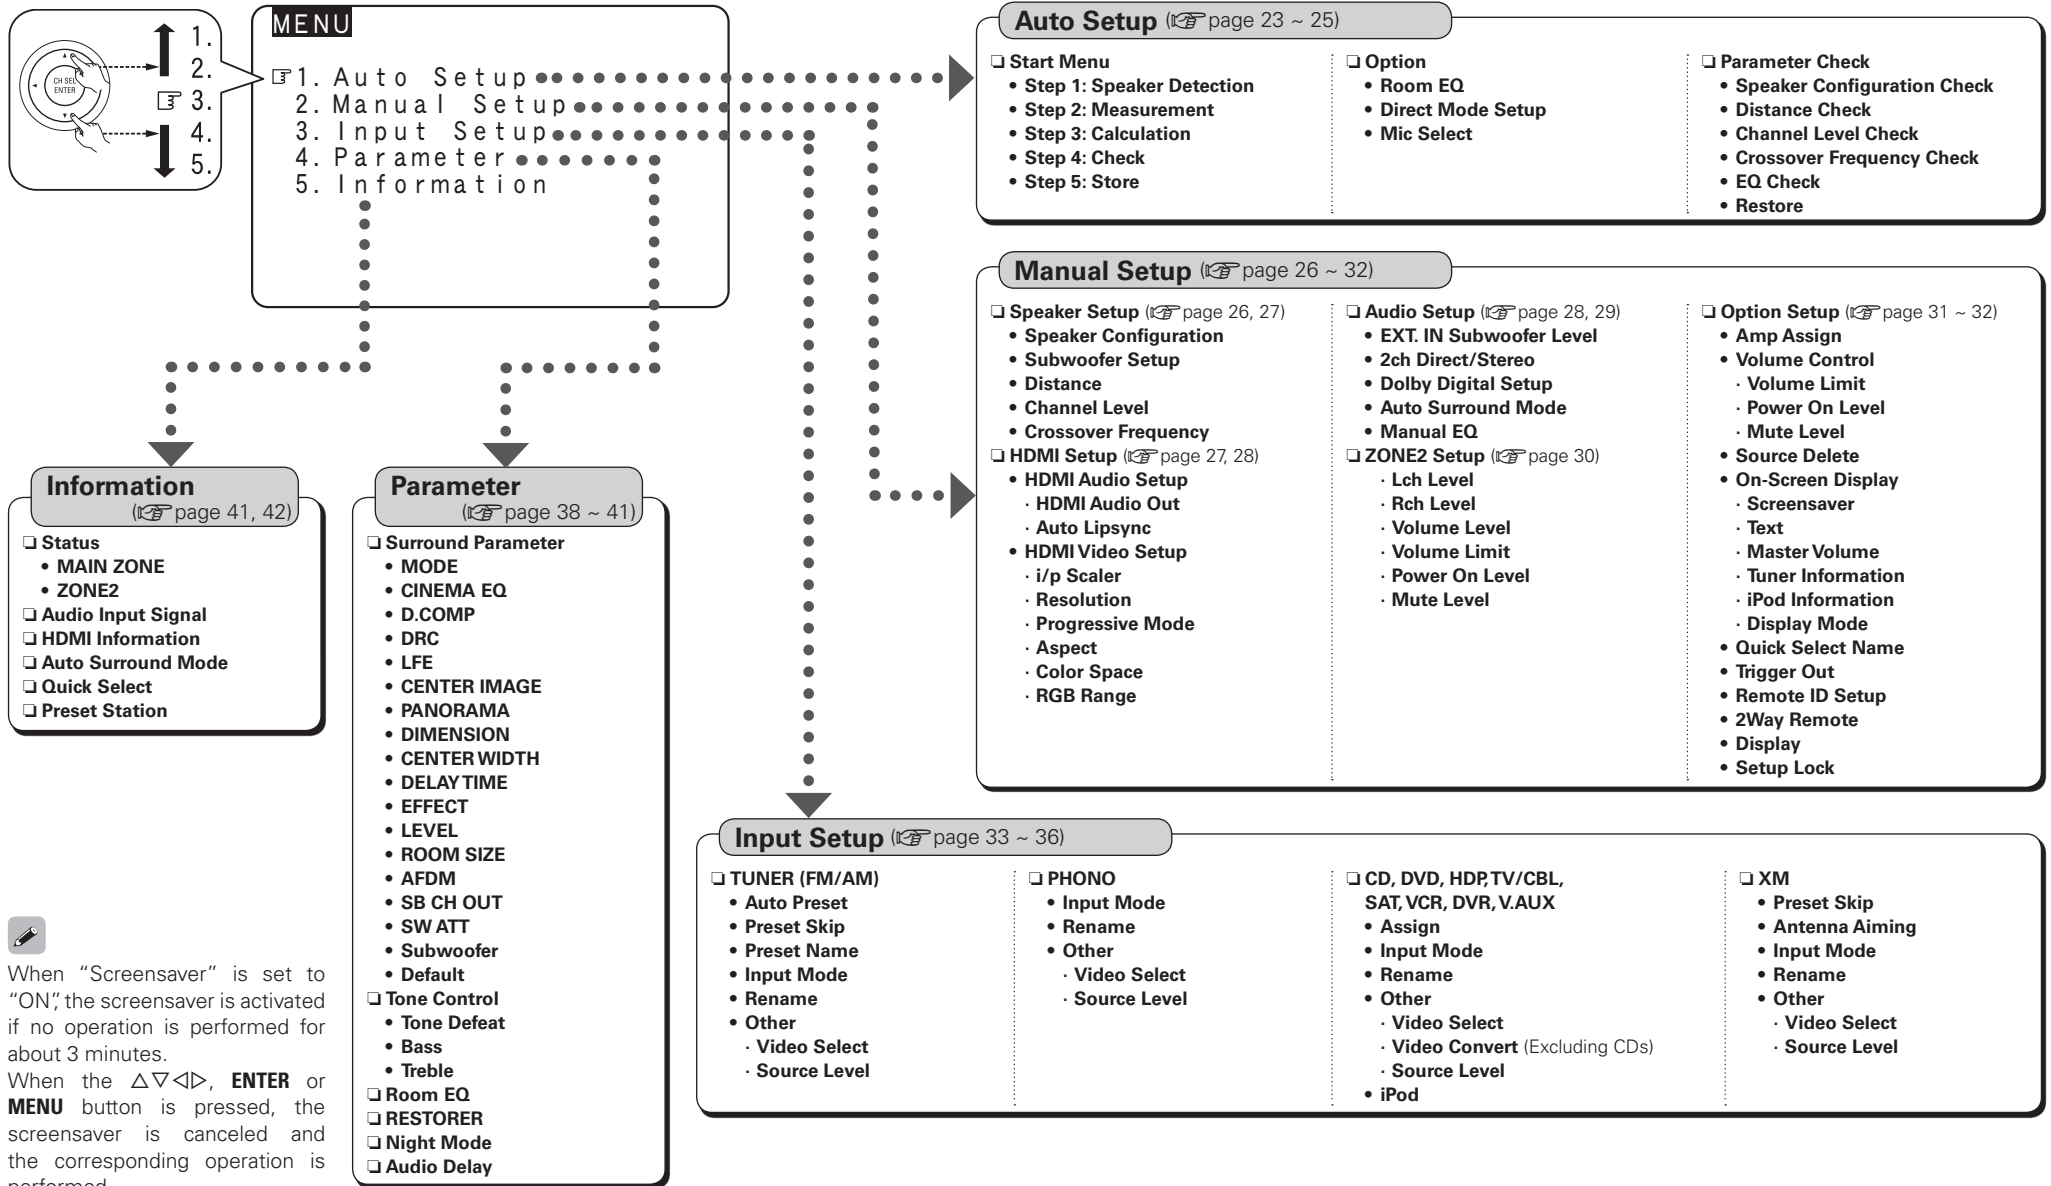 CH SEL
ENTER
1.
2.
3.
4.
5.
MENU
1. Auto Setup
2. Manual Setup
3. Input Setup
4. Parameter
5. Information
Auto Setup (page 23 ~ 25)
❏ Start Menu
• Step 1: Speaker Detection
• Step 2: Measurement
• Step 3: Calculation
• Step 4: Check
• Step 5: Store
❏ Option
• Room EQ
• Direct Mode Setup
• Mic Select
❏ Parameter Check
• Speaker Configuration Check
• Distance Check
• Channel Level Check
• Crossover Frequency Check
• EQ Check
• Restore
Manual Setup (page 26 ~ 32)
❏ Speaker Setup (page 26, 27)
• Speaker Configuration
• Subwoofer Setup
• Distance
• Channel Level
• Crossover Frequency
❏ HDMI Setup (page 27, 28)
• HDMI Audio Setup
· HDMI Audio Out
· Auto Lipsync
• HDMI Video Setup
· i/p Scaler
· Resolution
· Progressive Mode
· Aspect
· Color Space
· RGB Range
❏ Audio Setup (page 28, 29)
• EXT. IN Subwoofer Level
• 2ch Direct/Stereo
• Dolby Digital Setup
• Auto Surround Mode
• Manual EQ
❏ ZONE2 Setup (page 30)
· Lch Level
· Rch Level
· Volume Level
· Volume Limit
· Power On Level
· Mute Level
❏ Option Setup (page 31 ~ 32)
• Amp Assign
• Volume Control
· Volume Limit
· Power On Level
· Mute Level
• Source Delete
• On-Screen Display
· Screensaver
· Text
· Master Volume
· Tuner Information
· iPod Information
· Display Mode
• Quick Select Name
• Trigger Out
• Remote ID Setup
• 2Way Remote
• Display
• Setup Lock
Information
(page 41, 42)
❏ Status
• MAIN ZONE
• ZONE2
❏ Audio Input Signal
❏ HDMI Information
❏ Auto Surround Mode
❏ Quick Select
❏ Preset Station
Parameter
(page 38 ~ 41)
❏ Surround Parameter
• MODE
• CINEMA EQ
• D.COMP
• DRC
• LFE
• CENTER IMAGE
• PANORAMA
• DIMENSION
• CENTER WIDTH
• DELAY TIME
• EFFECT
• LEVEL
• ROOM SIZE
• AFDM
• SB CH OUT
• SW ATT
• Subwoofer
• Default
❏ Tone Control
• Tone Defeat
• Bass
• Treble
❏ Room EQ
❏ RESTORER
❏ Night Mode
❏ Audio Delay
Input Setup (page 33 ~ 36)
❏ TUNER (FM/AM)
• Auto Preset
• Preset Skip
• Preset Name
• Input Mode
• Rename
• Other
· Video Select
· Source Level
❏ PHONO
• Input Mode
• Rename
• Other
· Video Select
· Source Level
❏ CD, DVD, HDP, TV/CBL,
SAT, VCR, DVR, V.AUX
• Assign
• Input Mode
• Rename
• Other
· Video Select
· Video Convert (Excluding CDs)
· Source Level
• iPod
❏ XM
• Preset Skip
• Antenna Aiming
• Input Mode
• Rename
• Other
· Video Select
· Source Level
When “Screensaver” is set to
“ON”, the screensaver is activated
if no operation is performed for
about 3 minutes.
When the △▽◁▷, ENTER or
MENU button is pressed, the
screensaver is canceled and
the corresponding operation is